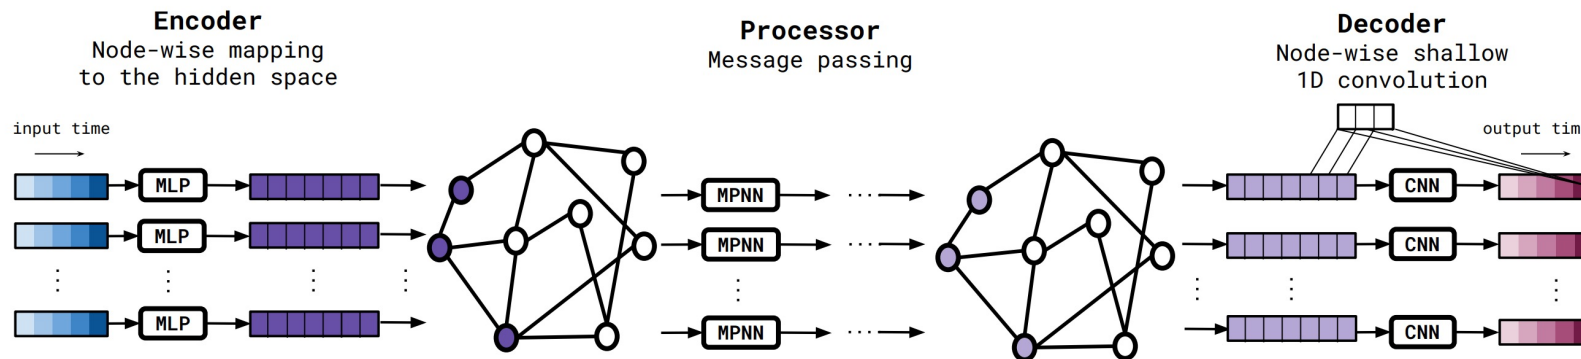 Encoder
Node-wise mapping
to the hidden space
Processor
Message passing
Decoder
Node-wise shallow
1D convolution
input time
output tim
MLP
MLP
MLP
MPNN
MPNN
MPNN
CNN
CNN
CNN